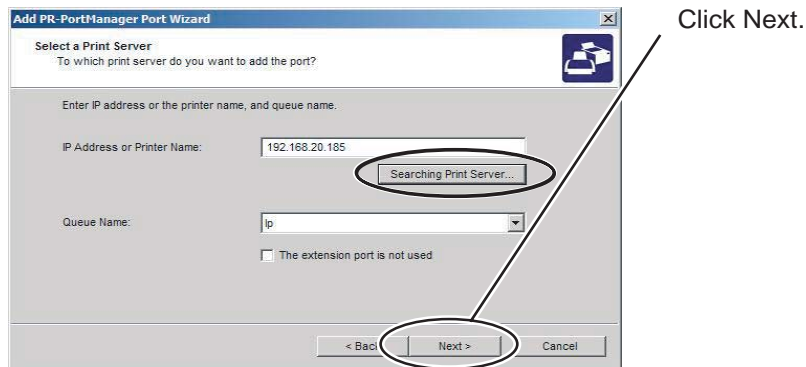 Add PR-PortManager Port Wizard
Click Next.
Select a Print Server
To which print server do you want to add the port?
Enter IP address or the printer name, and queue name.
IP Address or Printer Name: 192.168.20.185
Searching Print Server...
Queue Name: lp
The extension port is not used
< Back Next > Cancel